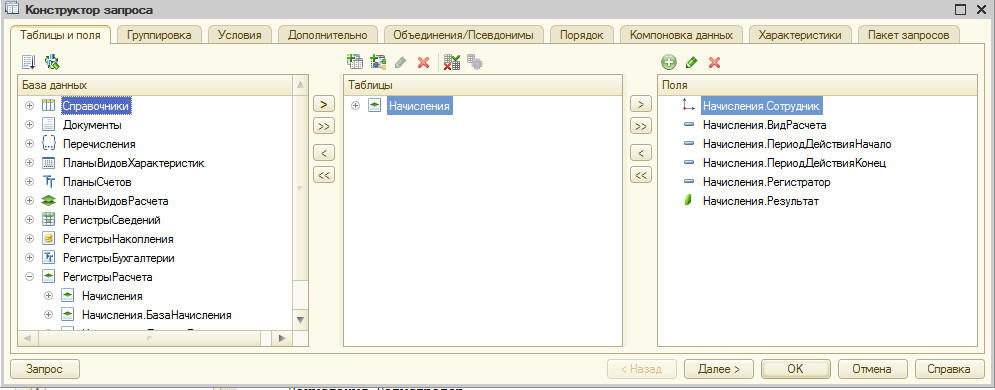 Конструктор запроса
Таблицы и поля
Группировка
Условия
Дополнительно
Объединения/Псевдонимы
Порядок
Компоновка данных
Характеристики
Пакет запросов
База данных
Справочники
Документы
Перечисления
ПланыВидовХарактеристик
ПланыСчетов
ПланыВидовРасчета
РегистрыСведений
РегистрыНакопления
РегистрыБухгалтерии
РегистрыРасчета
Начисления
Начисления.БазаНачисления
>
>>
<
<<
Таблицы
Начисления
>
>>
<
<<
Поля
Начисления.Сотрудник
Начисления.ВидРасчета
Начисления.ПериодДействияНачало
Начисления.ПериодДействияКонец
Начисления.Регистратор
Начисления.Результат
Запрос
< Назад
Далее >
OK
Отмена
Справка